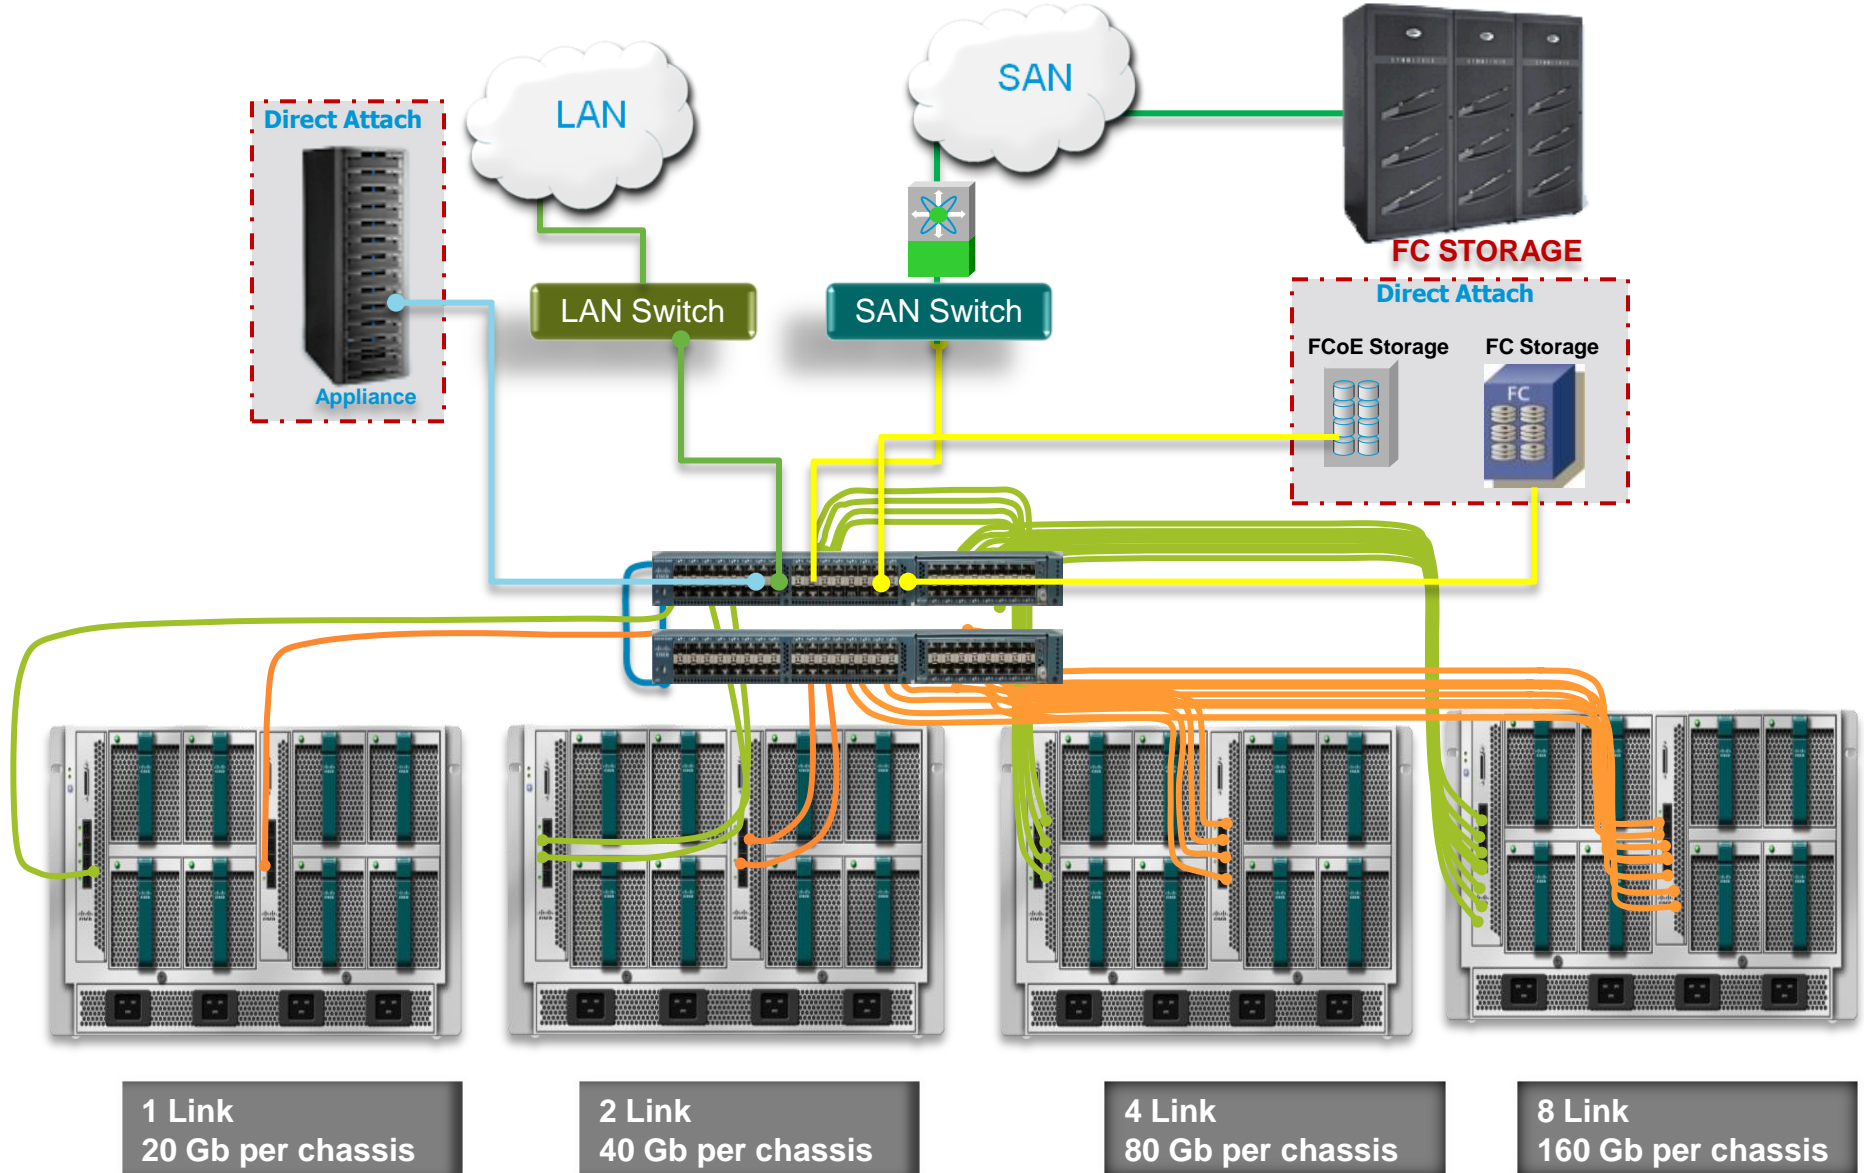 Direct Attach
Appliance
LAN
SAN
FC STORAGE
LAN Switch
SAN Switch
Direct Attach
FCoE Storage
FC Storage
FC
1 Link
20 Gb per chassis
2 Link
40 Gb per chassis
4 Link
80 Gb per chassis
8 Link
160 Gb per chassis